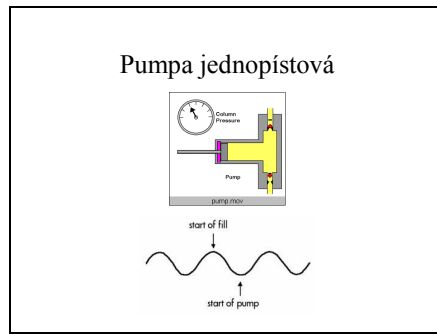 Pumpa jednopístová
Column
Pressure
Pump
pump.mov
start of fill
start of pump